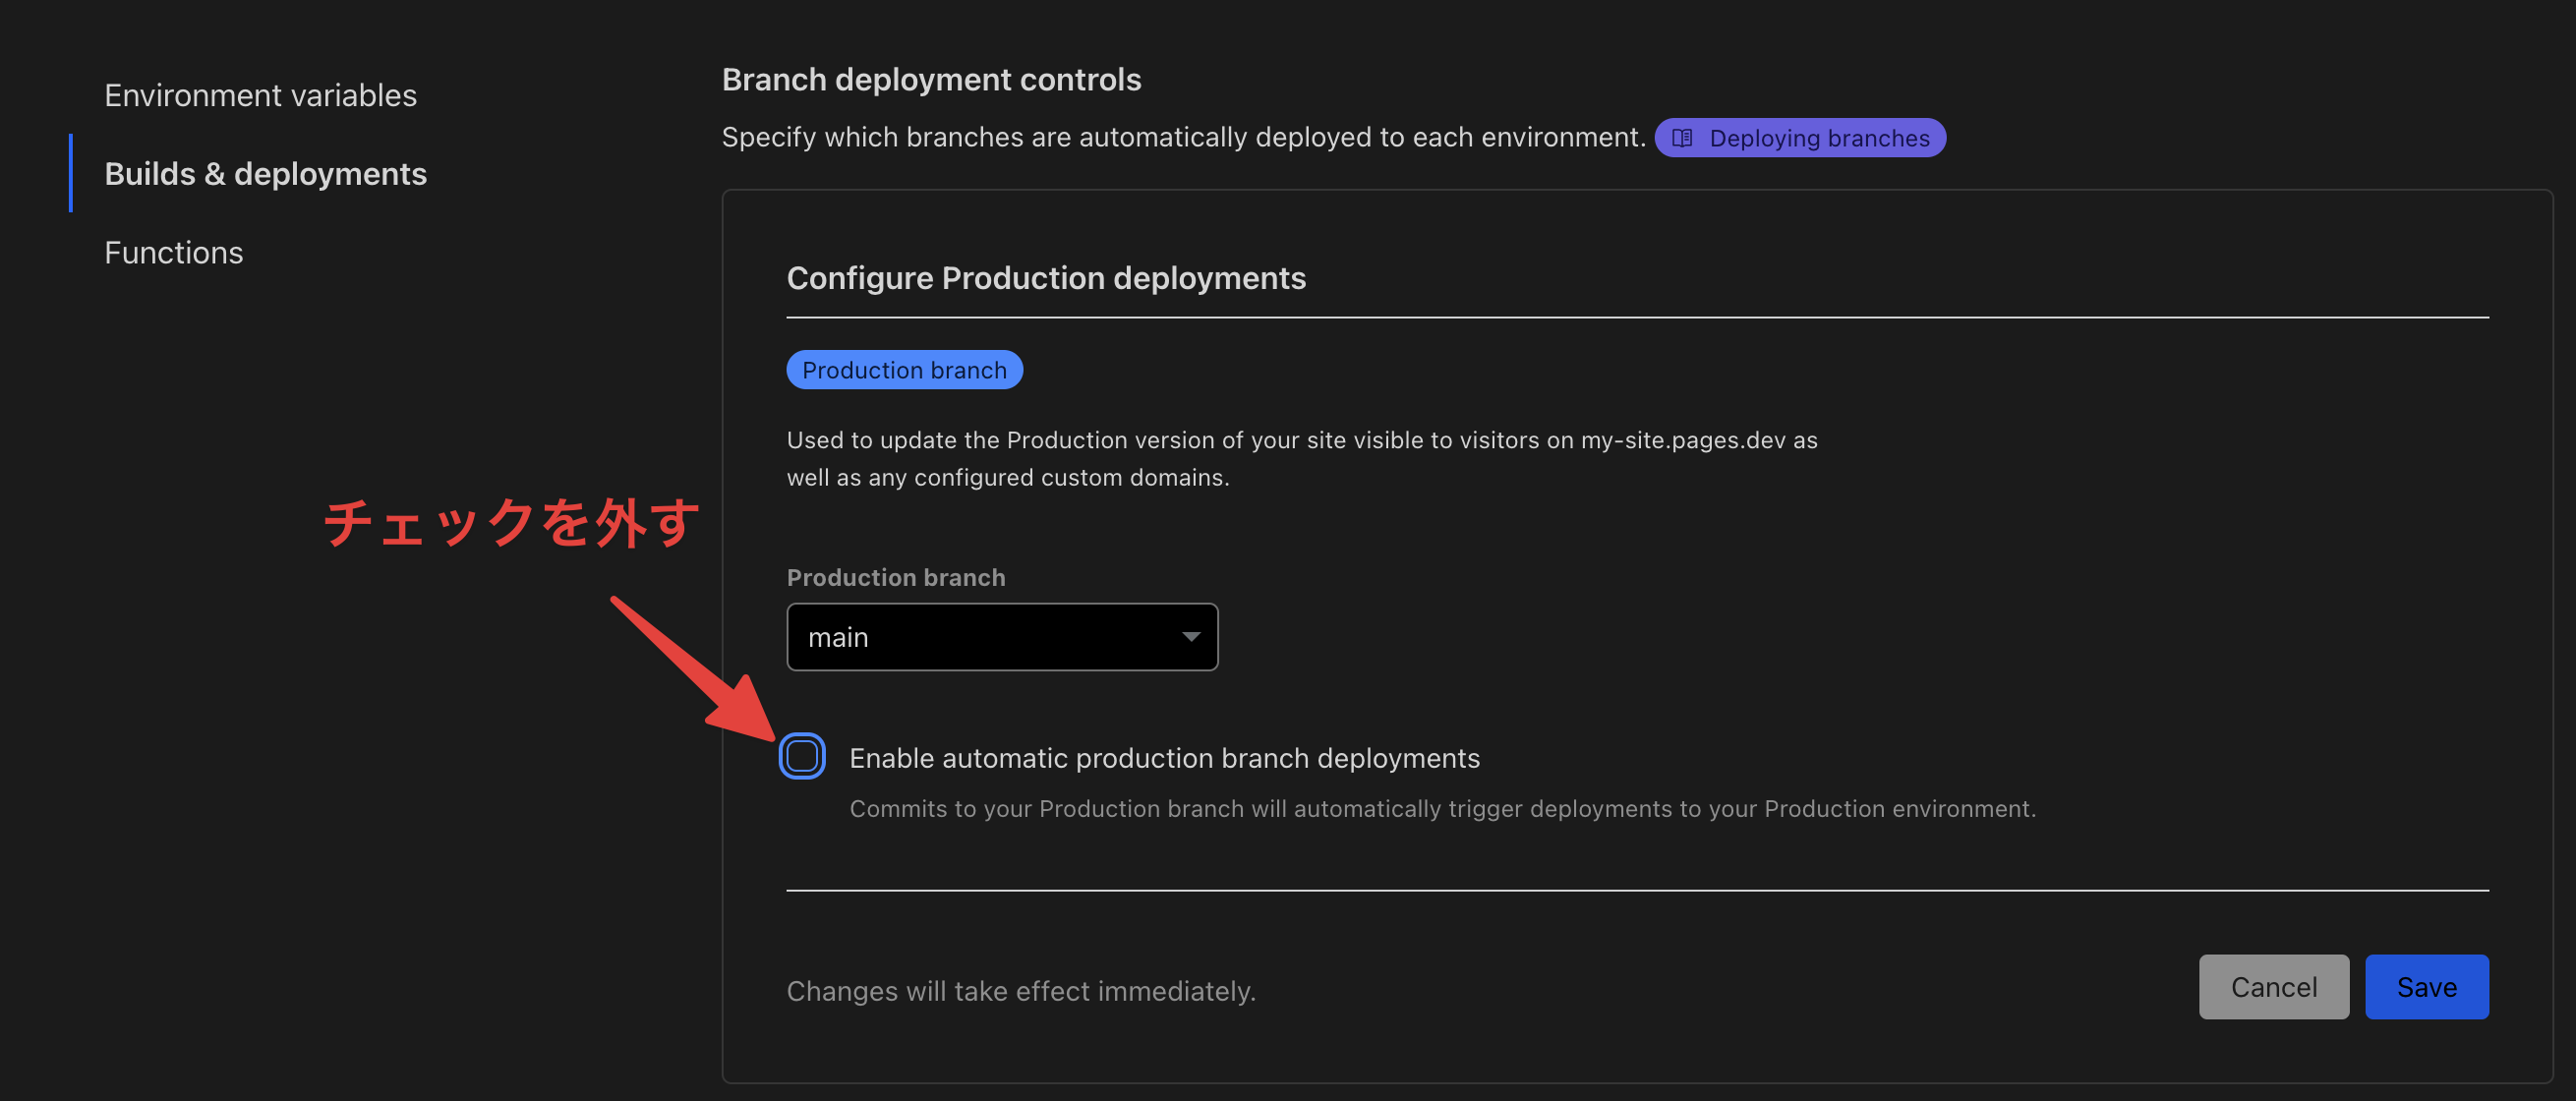 Environment variables
Builds & deployments
Functions
Branch deployment controls
Specify which branches are automatically deployed to each environment. Deploying branches
Configure Production deployments
Production branch
Used to update the Production version of your site visible to visitors on my-site.pages.dev as
well as any configured custom domains.
チェックを外す
Production branch
main
Enable automatic production branch deployments
Commits to your Production branch will automatically trigger deployments to your Production environment.
Changes will take effect immediately.
Cancel
Save